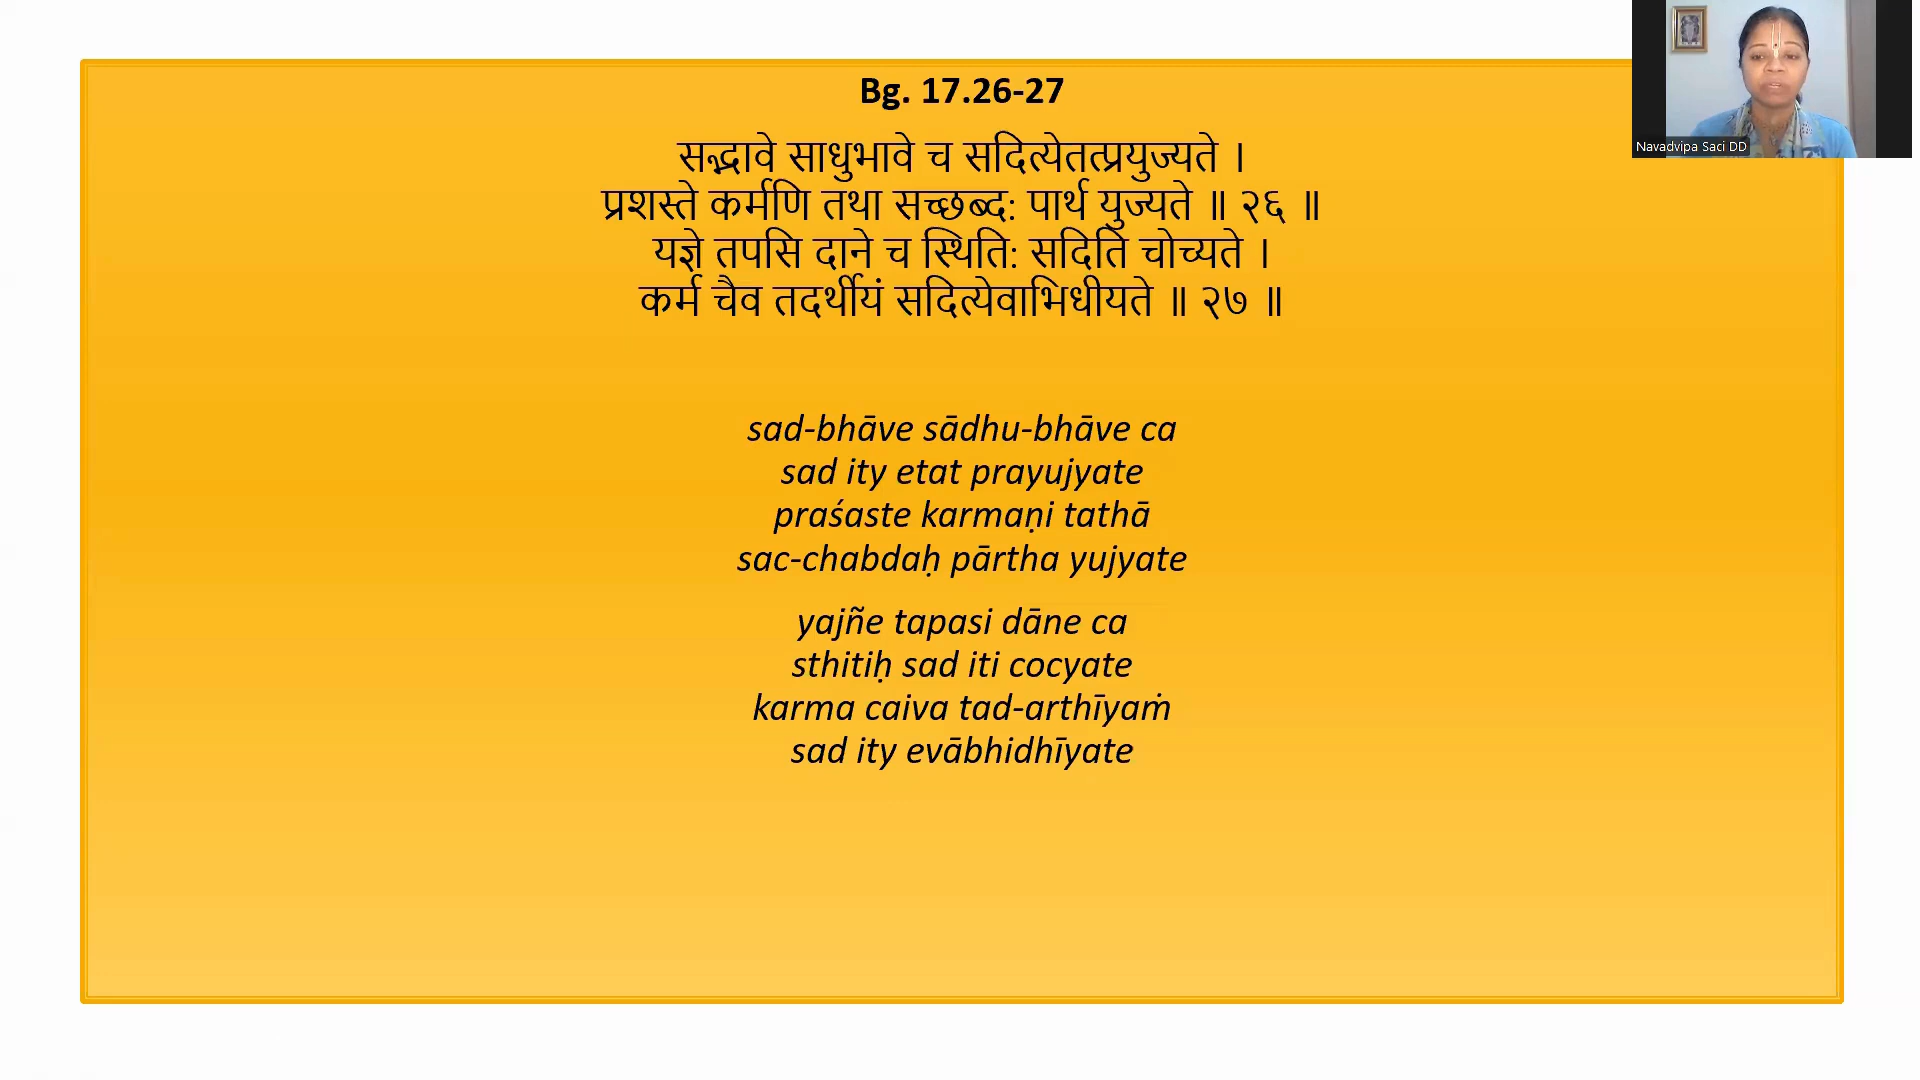 Bg. 17.26-27
सद्भ‍ावे साधुभावे च सदित्येतत्प्रयुज्यते ।
प्रशस्ते कर्मणि तथा सच्छब्द: पार्थ युज्यते ॥ २६ ॥
यज्ञे तपसि दाने च स्थिति: सदिति चोच्यते ।
कर्म चैव तदर्थीयं सदित्येवाभिधीयते ॥ २७ ॥
sad-bhāve sādhu-bhāve ca
sad ity etat prayujyate
praśaste karmaṇi tathā
sac-chabdaḥ pārtha yujyate
yajñe tapasi dāne ca
sthitiḥ sad iti cocyate
karma caiva tad-arthīyaṁ
sad ity evābhidhīyate
Navadvipa Saci DD